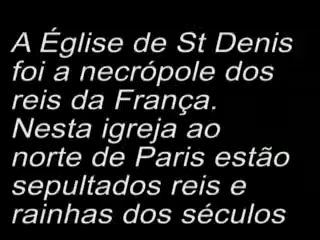 A Église de St Denis
foi a necrópole dos
reis da França.
Nesta igreja ao
norte de Paris estão
sepultados reis e
rainhas dos séculos